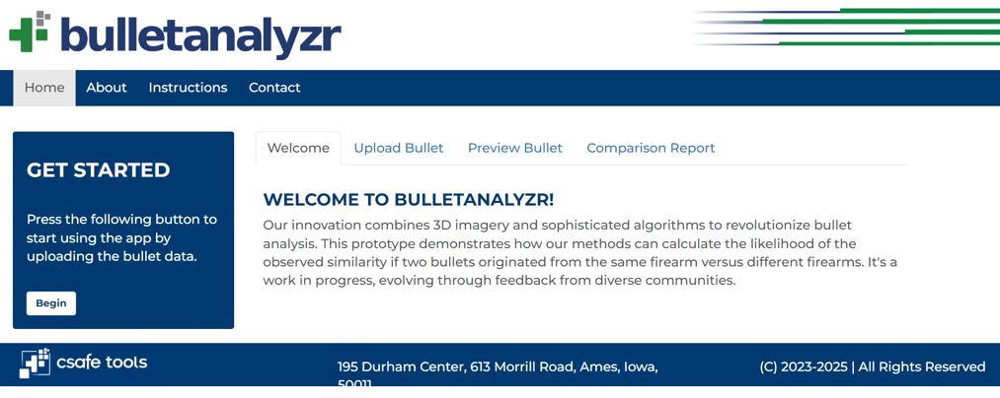 bulletanalyzr
Home About Instructions Contact
GET STARTED
Press the following button to
start using the app by
uploading the bullet data.
Begin
Welcome Upload Bullet Preview Bullet Comparison Report
WELCOME TO BULLETANALYZR!
Our innovation combines 3D imagery and sophisticated algorithms to revolutionize bullet
analysis. This prototype demonstrates how our methods can calculate the likelihood of the
observed similarity if two bullets originated from the same firearm versus different firearms. It's a
work in progress, evolving through feedback from diverse communities.
csafe tools
195 Durham Center, 613 Morrill Road, Ames, Iowa,
50011
(C) 2023-2025 | All Rights Reserved